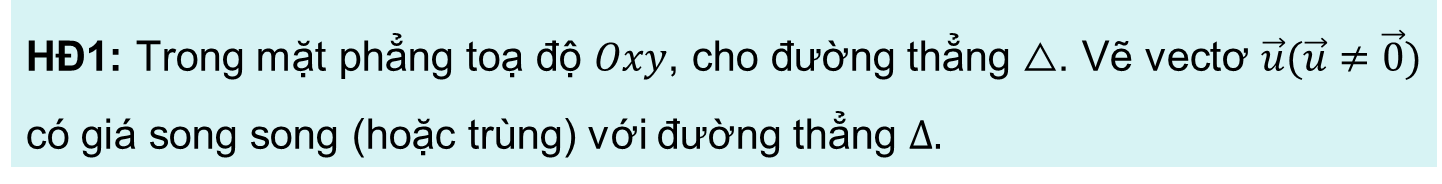 HĐ1: Trong mặt phẳng toạ độ Oxy, cho đường thẳng △. Vẽ vectơ u⃗(u⃗ ≠ 0⃗)
có giá song song (hoặc trùng) với đường thẳng Δ.